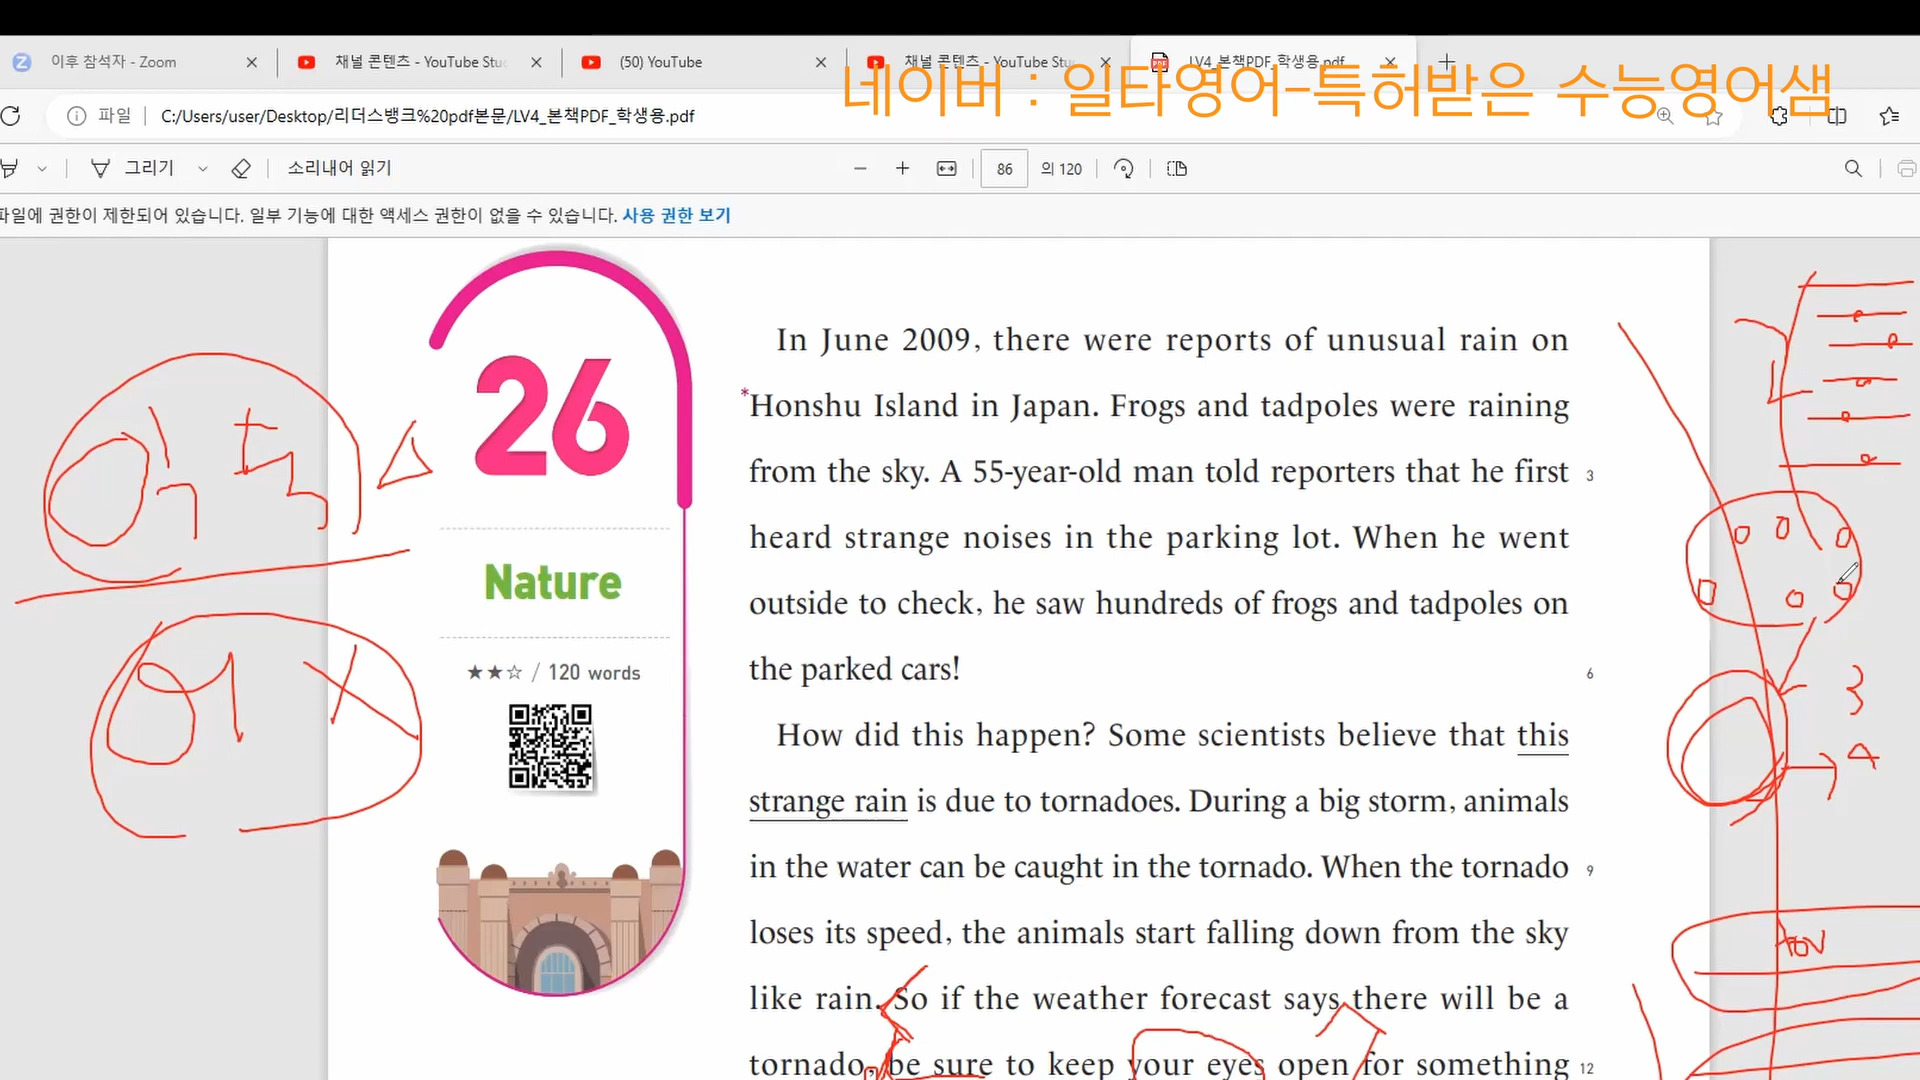 이후 참석자 - Zoom
채널 콘텐츠 - YouTube Stu
(50) YouTube
채널 콘텐츠 - YouTube Stu
LV4_본책PDF_학생용.pdf
네이버 : 일타영어-특허받은 수능영어샘
파일
C:/Users/user/Desktop/리더스뱅크%20pdf본문/LV4_본책PDF_학생용.pdf
그리기
소리내어 읽기
86
의 120
파일에 권한이 제한되어 있습니다. 일부 기능에 대한 액세스 권한이 없을 수 있습니다. 사용 권한 보기
26
Nature
★★☆ / 120 words
In June 2009, there were reports of unusual rain on
*Honshu Island in Japan. Frogs and tadpoles were raining
from the sky. A 55-year-old man told reporters that he first 3
heard strange noises in the parking lot. When he went
outside to check, he saw hundreds of frogs and tadpoles on
the parked cars! 6
How did this happen? Some scientists believe that this
strange rain is due to tornadoes. During a big storm, animals
in the water can be caught in the tornado. When the tornado 9
loses its speed, the animals start falling down from the sky
like rain. So if the weather forecast says there will be a
tornado, be sure to keep your eyes open for something 12
3
4